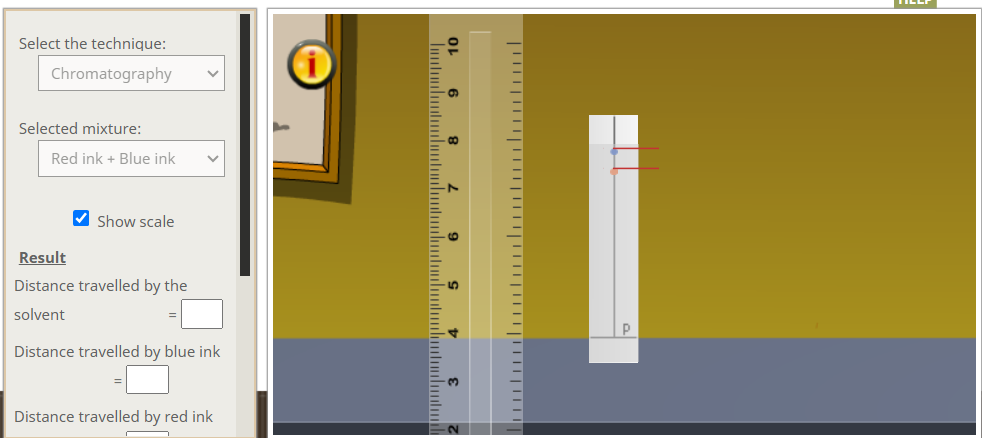 HELP
Select the technique:
Chromatography
Selected mixture:
Red ink + Blue ink
Show scale
Result
Distance travelled by the
solvent =
Distance travelled by blue ink
=
Distance travelled by red ink
i
10
9
8
7
6
5
4
3
2
p